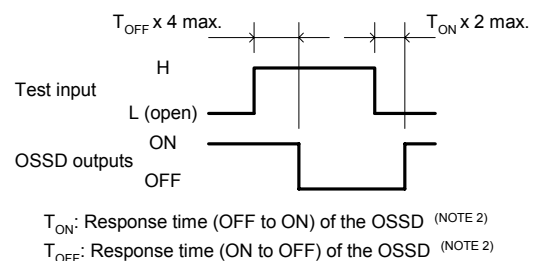 T_OFF x 4 max.
T_ON x 2 max.
H
Test input
L (open)
ON
OSSD outputs
OFF
T_ON: Response time (OFF to ON) of the OSSD (NOTE 2)
T_OFF: Response time (ON to OFF) of the OSSD (NOTE 2)